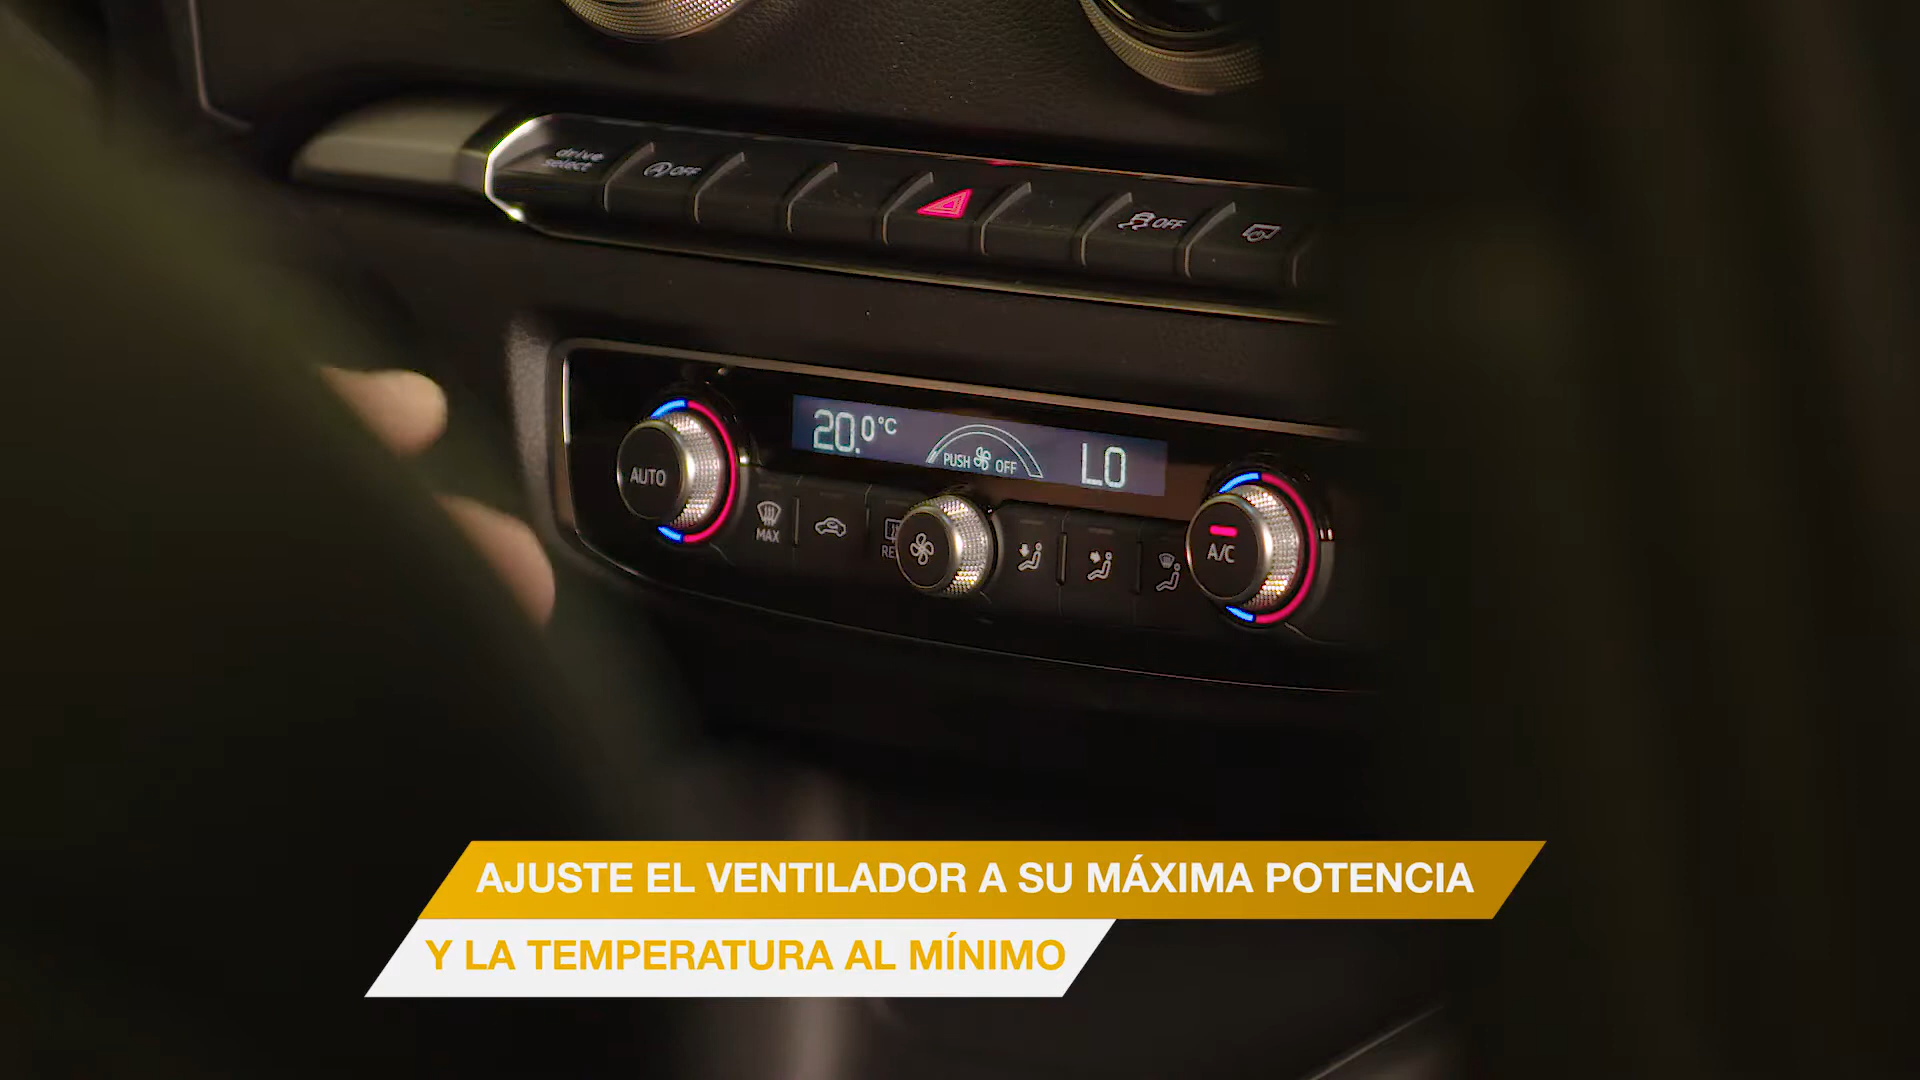 drive
select
OFF
OFF
20.0°C
PUSH OFF
LO
AUTO
MAX
A/C
AJUSTE EL VENTILADOR A SU MÁXIMA POTENCIA
Y LA TEMPERATURA AL MÍNIMO